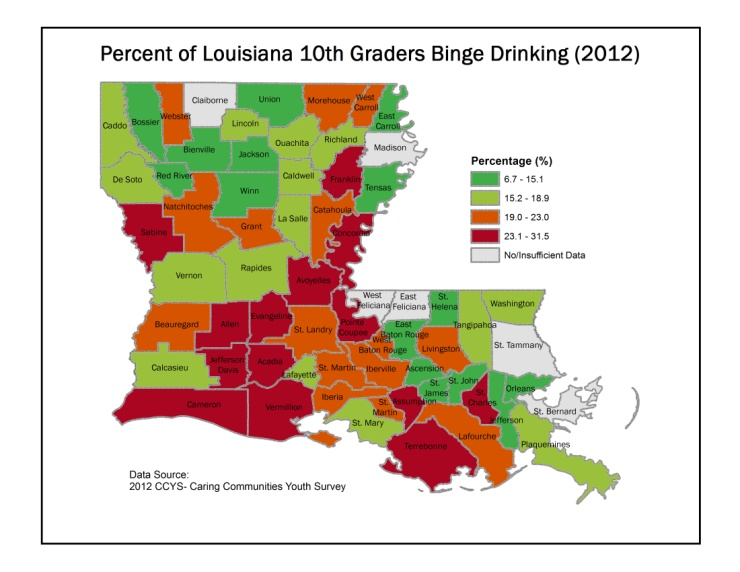 Percent of Louisiana 10th Graders Binge Drinking (2012)
Caddo
Bossier
Webster
Claiborne
Union
Morehouse
West
Carroll
East
Carroll
Lincoln
Ouachita
Richland
Madison
Bienville
Jackson
De Soto
Red River
Winn
Caldwell
Franklin
Tensas
Natchitoches
Sabine
Grant
La Salle
Catahoula
Concordia
Vernon
Rapides
Avoyelles
West
Feliciana
East
Feliciana
St.
Helena
Washington
Tangipahoa
Beauregard
Allen
Evangeline
St. Landry
Pointe
Coupee
East
Baton Rouge
West
Baton Rouge
Livingston
St. Tammany
Calcasieu
Jefferson
Davis
Acadia
Lafayette
St. Martin
Iberville
Ascension
St.
James
St. John
Orleans
Cameron
Vermilion
Iberia
St.
Martin
Assumption
St.
Charles
Jefferson
St. Bernard
St. Mary
Terrebonne
Lafourche
Plaquemines
Percentage (%)
6.7 - 15.1
15.2 - 18.9
19.0 - 23.0
23.1 - 31.5
No/Insufficient Data
Data Source:
2012 CCYS- Caring Communities Youth Survey